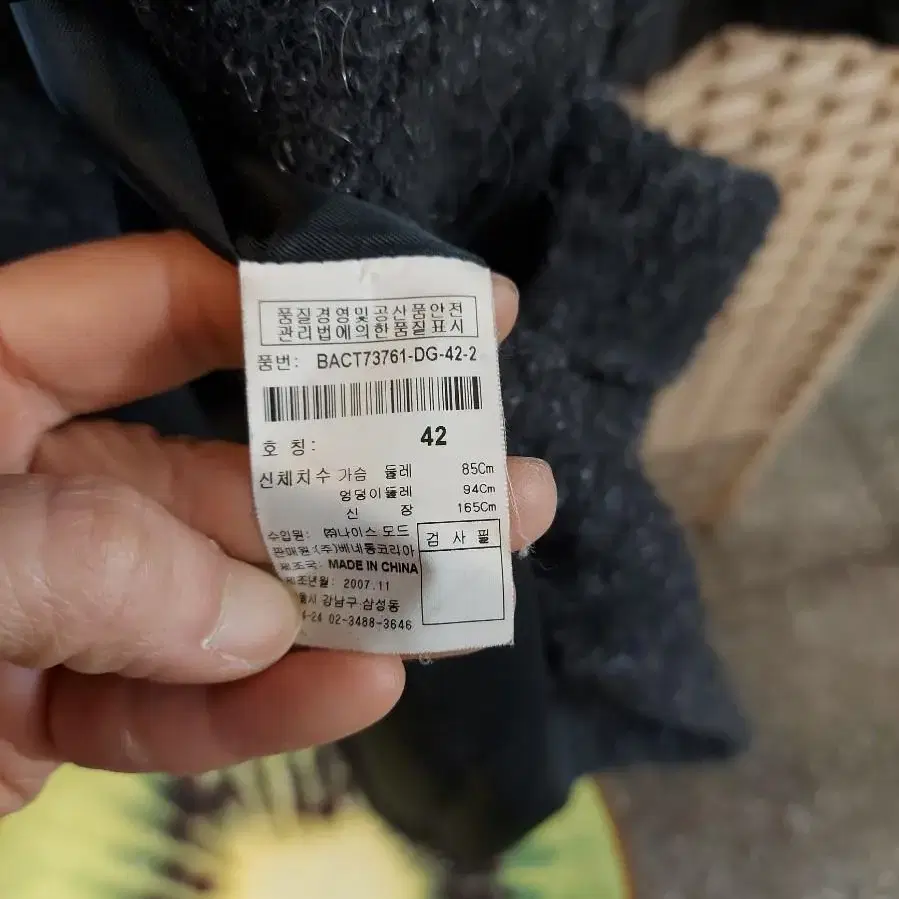 품질경영및공산품안전
관리법에의한품질표시
품번: BACT73761-DG-42-2
호 칭: 42
신체치수 가슴 둘레 85Cm
엉덩이둘레 94Cm
신 장 165Cm
수입원: ㈜나이스 모드
검 사 필
판매원:(주)베네통코리아
제조국: MADE IN CHINA
제조년월: 2007.11
강남구 삼성동
02-3488-3646